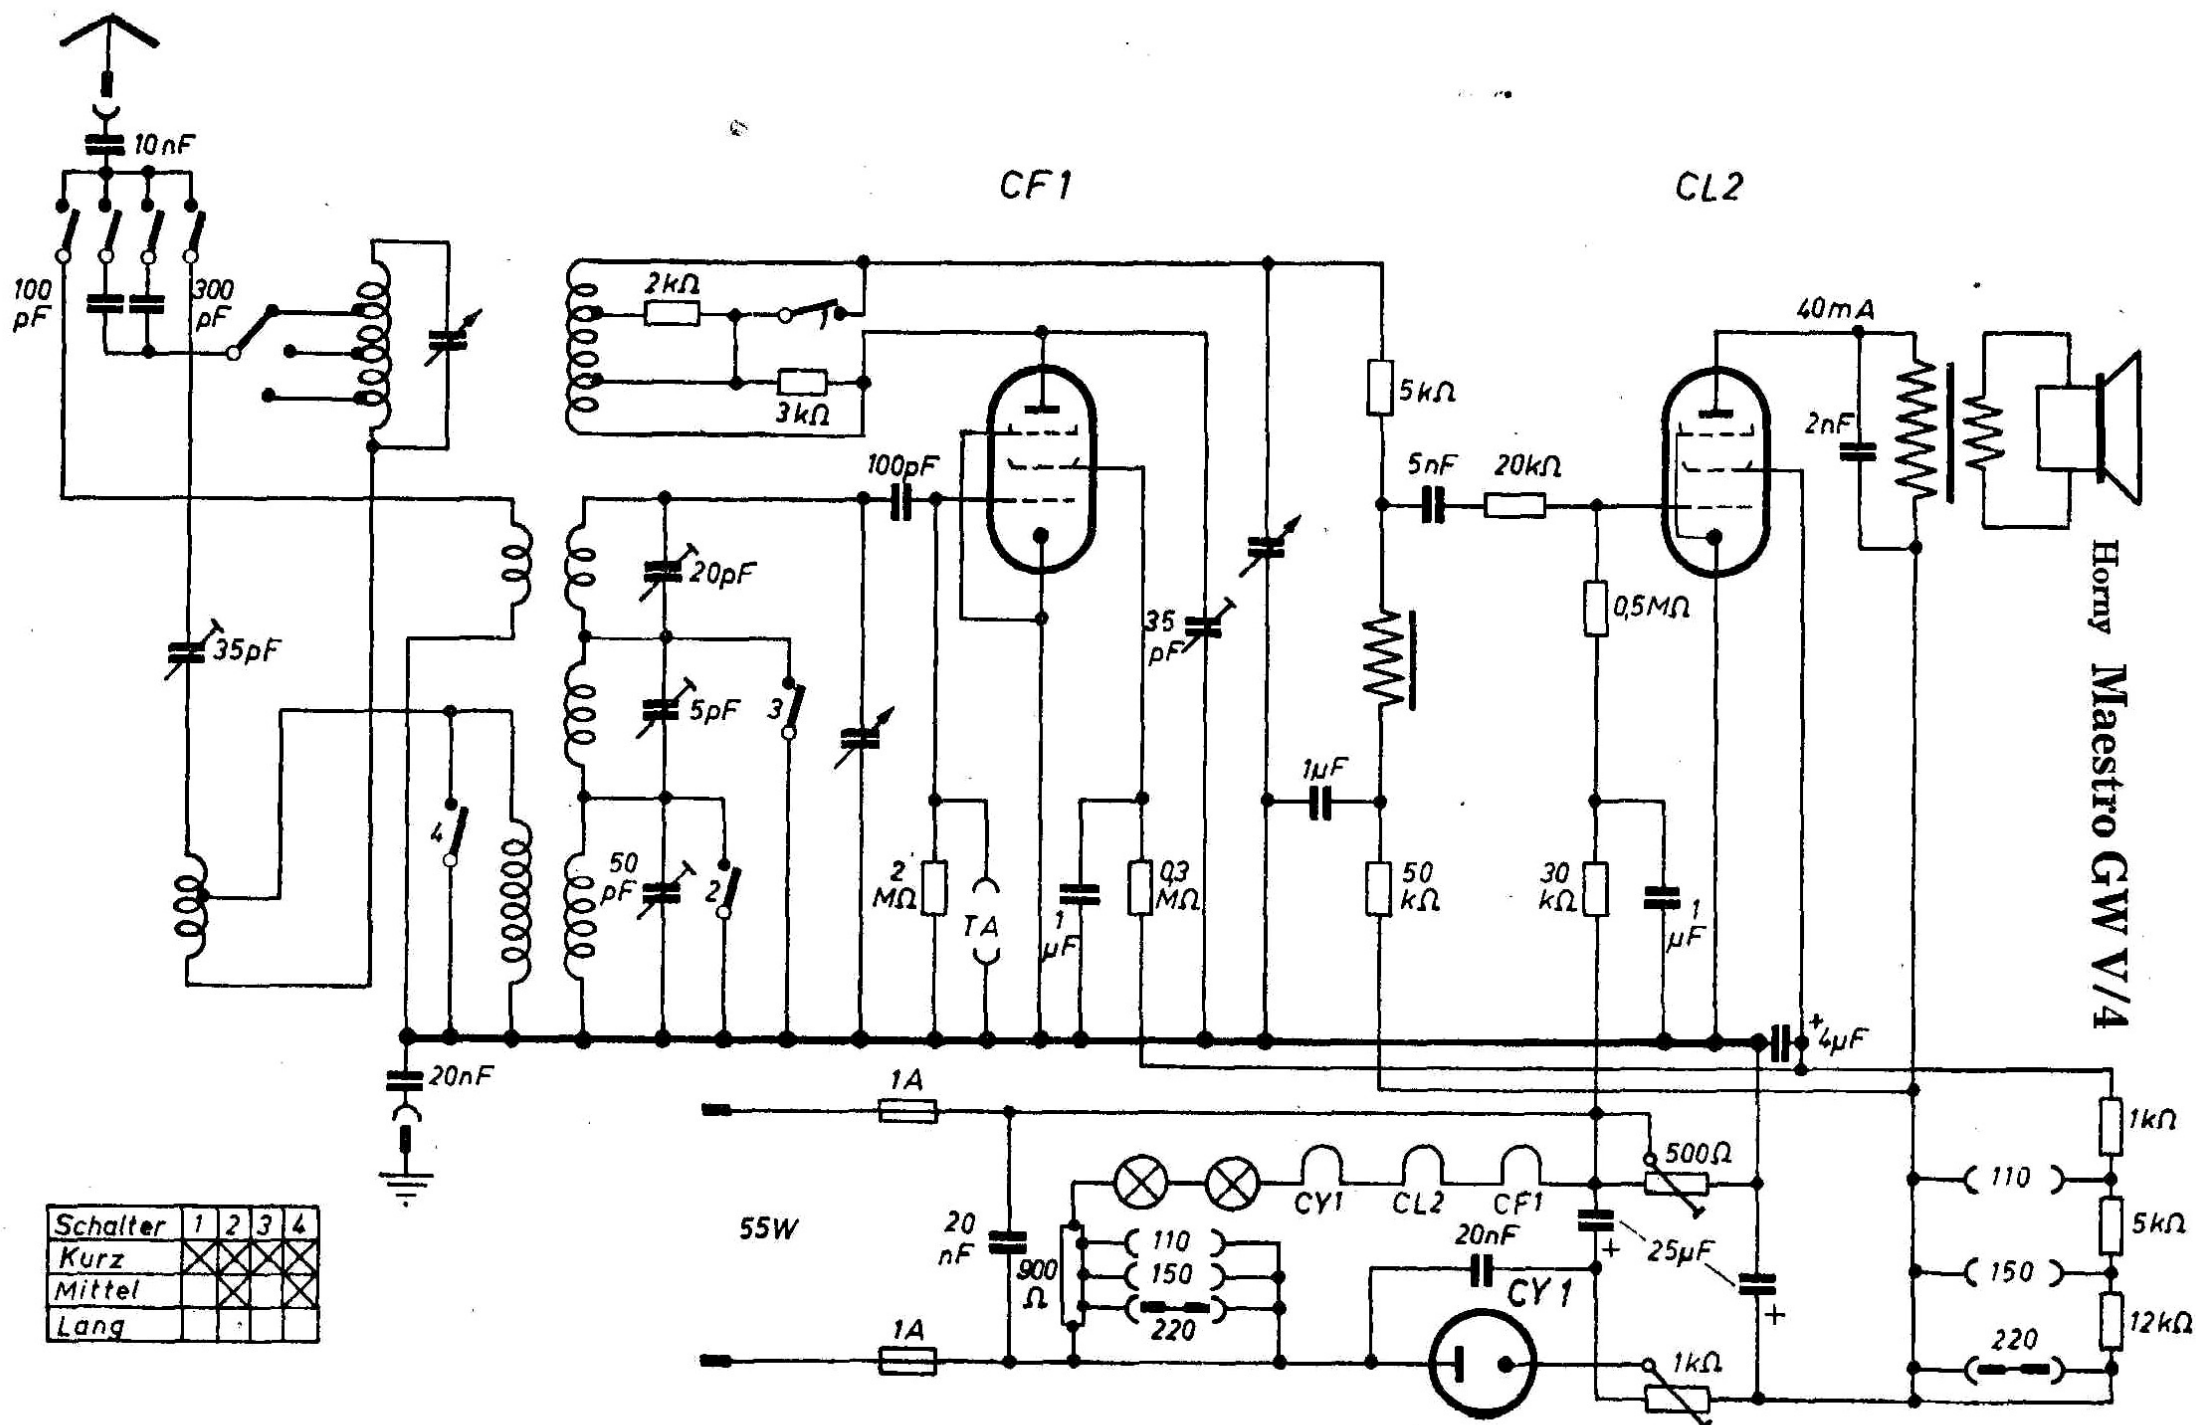 CF1
CL2
10nF
100
pF
300
pF
2kΩ
1
3kΩ
40mA
5kΩ
2nF
100pF
5nF
20kΩ
20pF
0,5MΩ
35
pF
35pF
5pF
3
1µF
4
50
pF
2
2
MΩ
TA
1
µF
0,3
MΩ
50
kΩ
30
kΩ
1
µF
Horny Maestro GW V/4
+
4µF
20nF
1A
1kΩ
500Ω
110
CY1
CL2
CF1
5kΩ
55W
20
nF
900
Ω
110
150
220
20nF
+
25µF
+
CY1
150
12kΩ
220
1A
1kΩ
Schalter 1 2 3 4
Kurz
Mittel
Lang